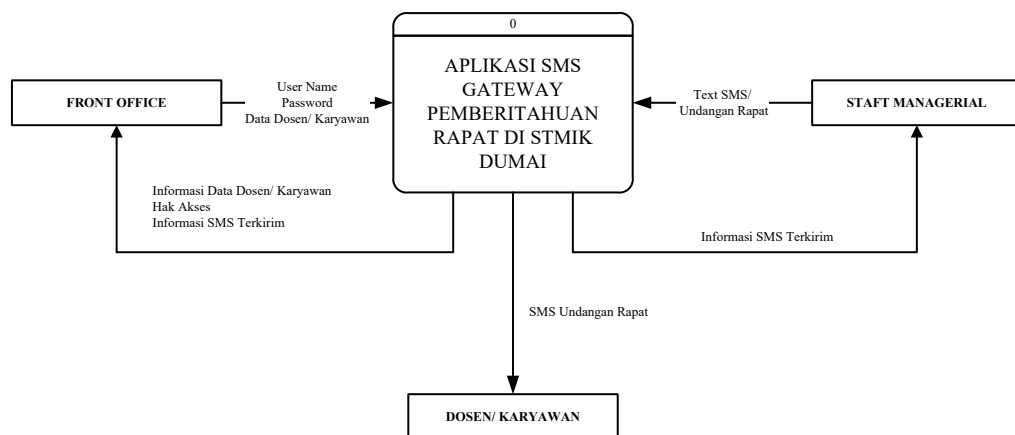 0
APLIKASI SMS
GATEWAY
PEMBERITAHUAN
RAPAT DI STMIK
DUMAI
FRONT OFFICE
User Name
Password
Data Dosen/ Karyawan
Text SMS/
Undangan Rapat
STAFT MANAGERIAL
Informasi Data Dosen/ Karyawan
Hak Akses
Informasi SMS Terkirim
Informasi SMS Terkirim
SMS Undangan Rapat
DOSEN/ KARYAWAN